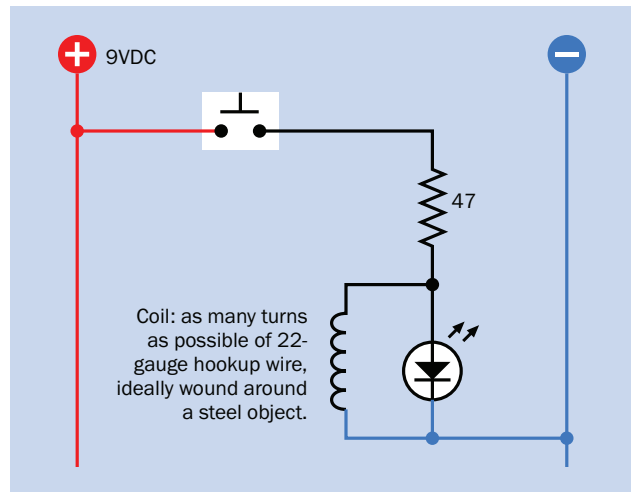 9VDC
47
Coil: as many turns
as possible of 22-
gauge hookup wire,
ideally wound around
a steel object.